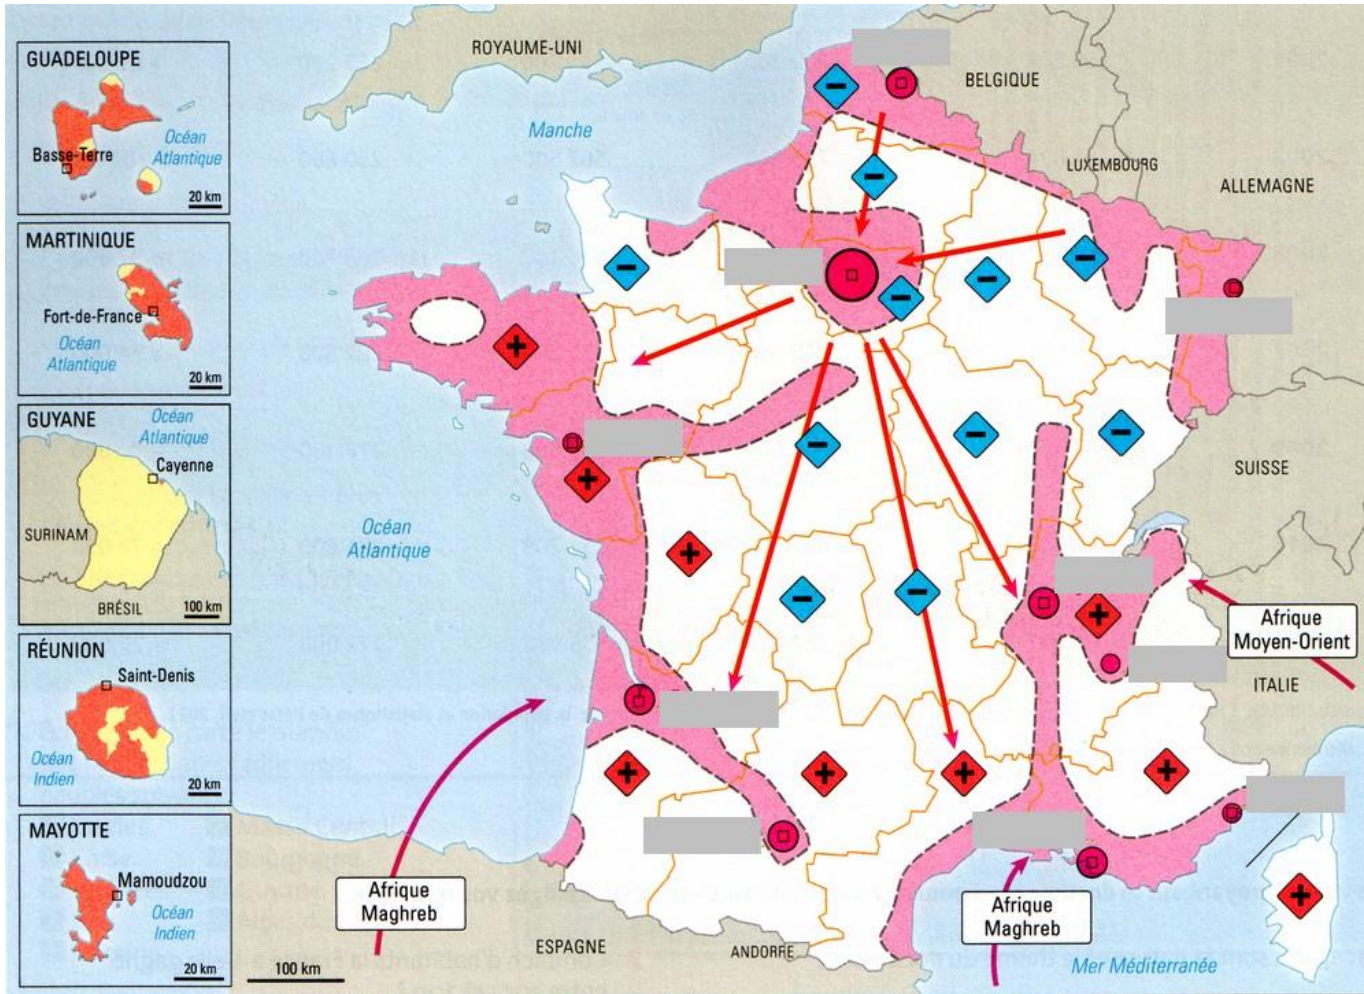 GUADELOUPE
Océan
Atlantique
Basse-Terre
20 km
MARTINIQUE
Fort-de-France
Océan
Atlantique
20 km
GUYANE
Océan
Atlantique
Cayenne
SURINAM
BRÉSIL
100 km
RÉUNION
Saint-Denis
Océan
Indien
20 km
MAYOTTE
Mamoudzou
Océan
Indien
20 km
100 km
ROYAUME-UNI
Manche
BELGIQUE
LUXEMBOURG
ALLEMAGNE
SUISSE
Océan
Atlantique
Afrique
Moyen-Orient
ITALIE
Afrique
Maghreb
Afrique
Maghreb
ESPAGNE
ANDORRE
Mer Méditerranée